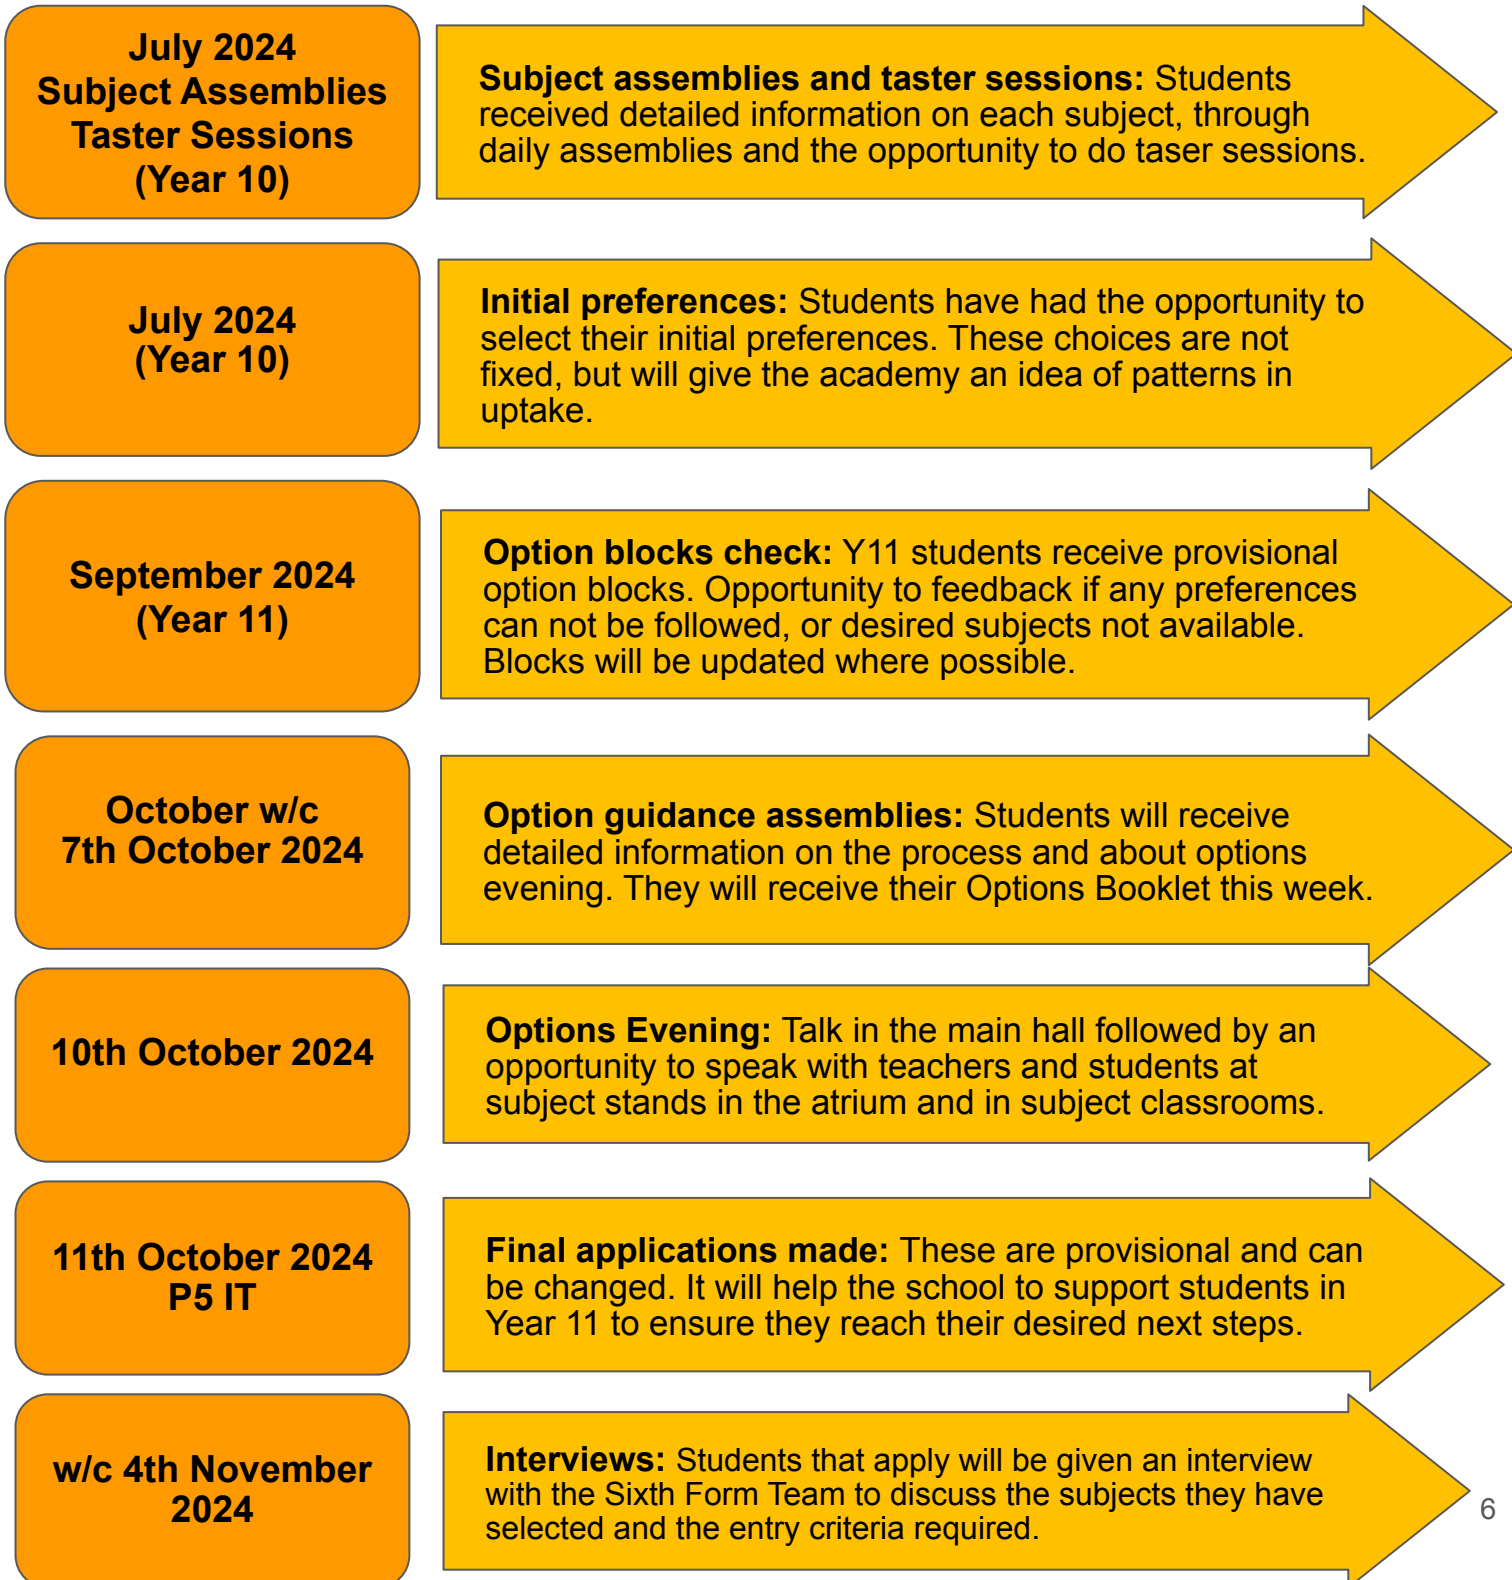 July 2024
Subject Assemblies
Taster Sessions
(Year 10)
Subject assemblies and taster sessions: Students
received detailed information on each subject, through
daily assemblies and the opportunity to do taser sessions.
July 2024
(Year 10)
Initial preferences: Students have had the opportunity to
select their initial preferences. These choices are not
fixed, but will give the academy an idea of patterns in
uptake.
September 2024
(Year 11)
Option blocks check: Y11 students receive provisional
option blocks. Opportunity to feedback if any preferences
can not be followed, or desired subjects not available.
Blocks will be updated where possible.
October w/c
7th October 2024
Option guidance assemblies: Students will receive
detailed information on the process and about options
evening. They will receive their Options Booklet this week.
10th October 2024
Options Evening: Talk in the main hall followed by an
opportunity to speak with teachers and students at
subject stands in the atrium and in subject classrooms.
11th October 2024
P5 IT
Final applications made: These are provisional and can
be changed. It will help the school to support students in
Year 11 to ensure they reach their desired next steps.
w/c 4th November
2024
Interviews: Students that apply will be given an interview
with the Sixth Form Team to discuss the subjects they have
selected and the entry criteria required.
6